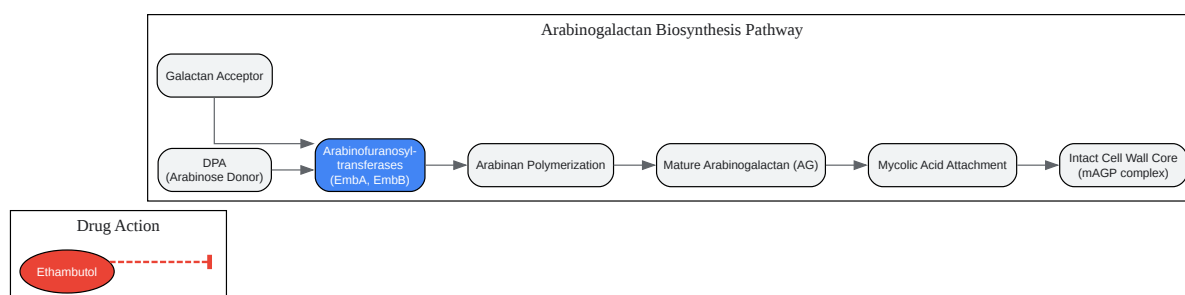 Arabinogalactan Biosynthesis Pathway
Galactan Acceptor
DPA
(Arabinose Donor)
Arabinofuranosyl-
transferases
(EmbA, EmbB)
Arabinan Polymerization
Mature Arabinogalactan (AG)
Mycolic Acid Attachment
Intact Cell Wall Core
(mAGP complex)
Drug Action
Ethambutol